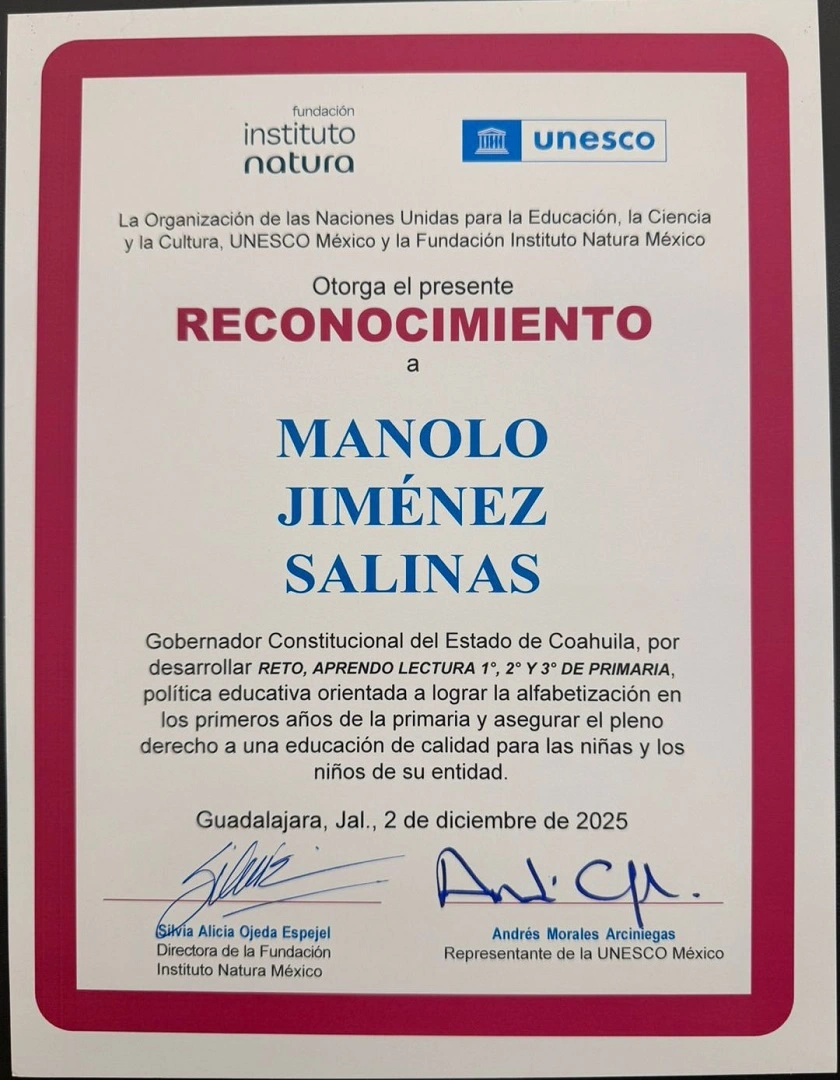 fundación
instituto
natura
unesco
La Organización de las Naciones Unidas para la Educación, la Ciencia
y la Cultura, UNESCO México y la Fundación Instituto Natura México
Otorga el presente
RECONOCIMIENTO
a
MANOLO
JIMÉNEZ
SALINAS
Gobernador Constitucional del Estado de Coahuila, por
desarrollar RETO, APRENDO LECTURA 1°, 2° Y 3° DE PRIMARIA,
política educativa orientada a lograr la alfabetización en
los primeros años de la primaria y asegurar el pleno
derecho a una educación de calidad para las niñas y los
niños de su entidad.
Guadalajara, Jal., 2 de diciembre de 2025
Silvia Alicia Ojeda Espejel
Directora de la Fundación
Instituto Natura México
Andrés Morales Arciniegas
Representante de la UNESCO México